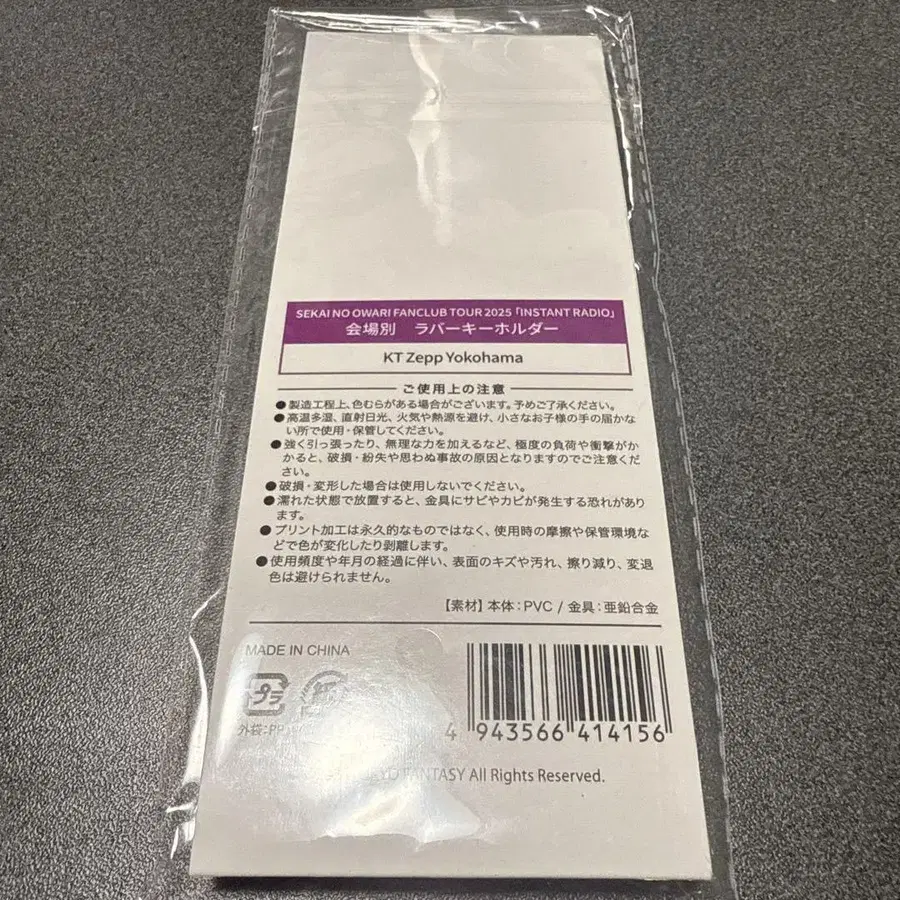 SEKAI NO OWARI FANCLUB TOUR 2025「INSTANT RADIO」
会場別　ラバーキーホルダー
KT Zepp Yokohama
ご使用上の注意
●製造工程上、色むらがある場合がございます。予めご了承ください。
●高温多湿、直射日光、火気や熱源を避け、小さなお子様の手の届かな
い所で使用・保管してください。
●強く引っ張ったり、無理な力を加えるなど、極度の負荷や衝撃がか
かると、破損・紛失や思わぬ事故の原因となりますのでご注意くだ
さい。
●破損・変形した場合は使用しないでください。
●濡れた状態で放置すると、金具にサビやカビが発生する恐れがあり
ます。
●プリント加工は永久的なものではなく、使用時の摩擦や保管環境な
どで色が変化したり剥離します。
●使用頻度や年月の経過に伴い、表面のキズや汚れ、擦り減り、変退
色は避けられません。
【素材】本体：PVC / 金具：亜鉛合金
MADE IN CHINA
プラ
外袋：PP
4 943566 414156
FANTASY All Rights Reserved.